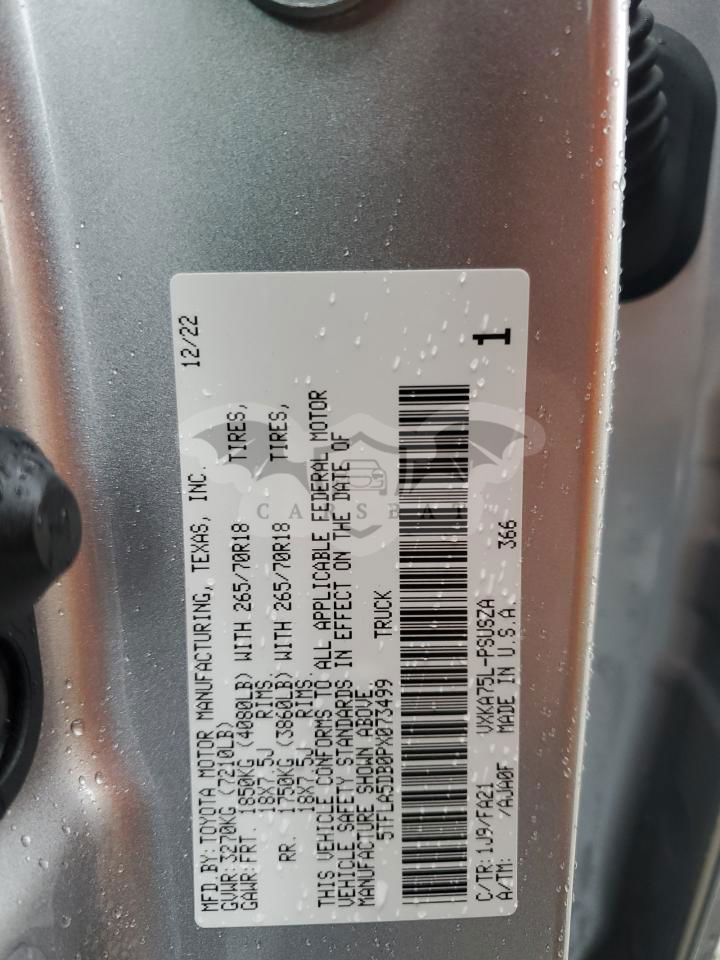 MFD. BY: TOYOTA MOTOR MANUFACTURING, TEXAS, INC. 12/22
GVWR: 3270KG (7210LB)
GAWR: FRT. 1850KG (4080LB) WITH 265/70R18 TIRES,
18X7.5J RIMS.
RR. 1750KG (3860LB) WITH 265/70R18 TIRES,
18X7.5J RIMS.
THIS VEHICLE CONFORMS TO ALL APPLICABLE FEDERAL MOTOR
VEHICLE SAFETY STANDARDS IN EFFECT ON THE DATE OF
MANUFACTURE SHOWN ABOVE.
5TFLA5DB0PX073499 TRUCK
C/TR: 1J9/FA21 VXKA75L-PSUSZA 366 1
A/TM: /AJA0F MADE IN U.S.A.
CARSBAT